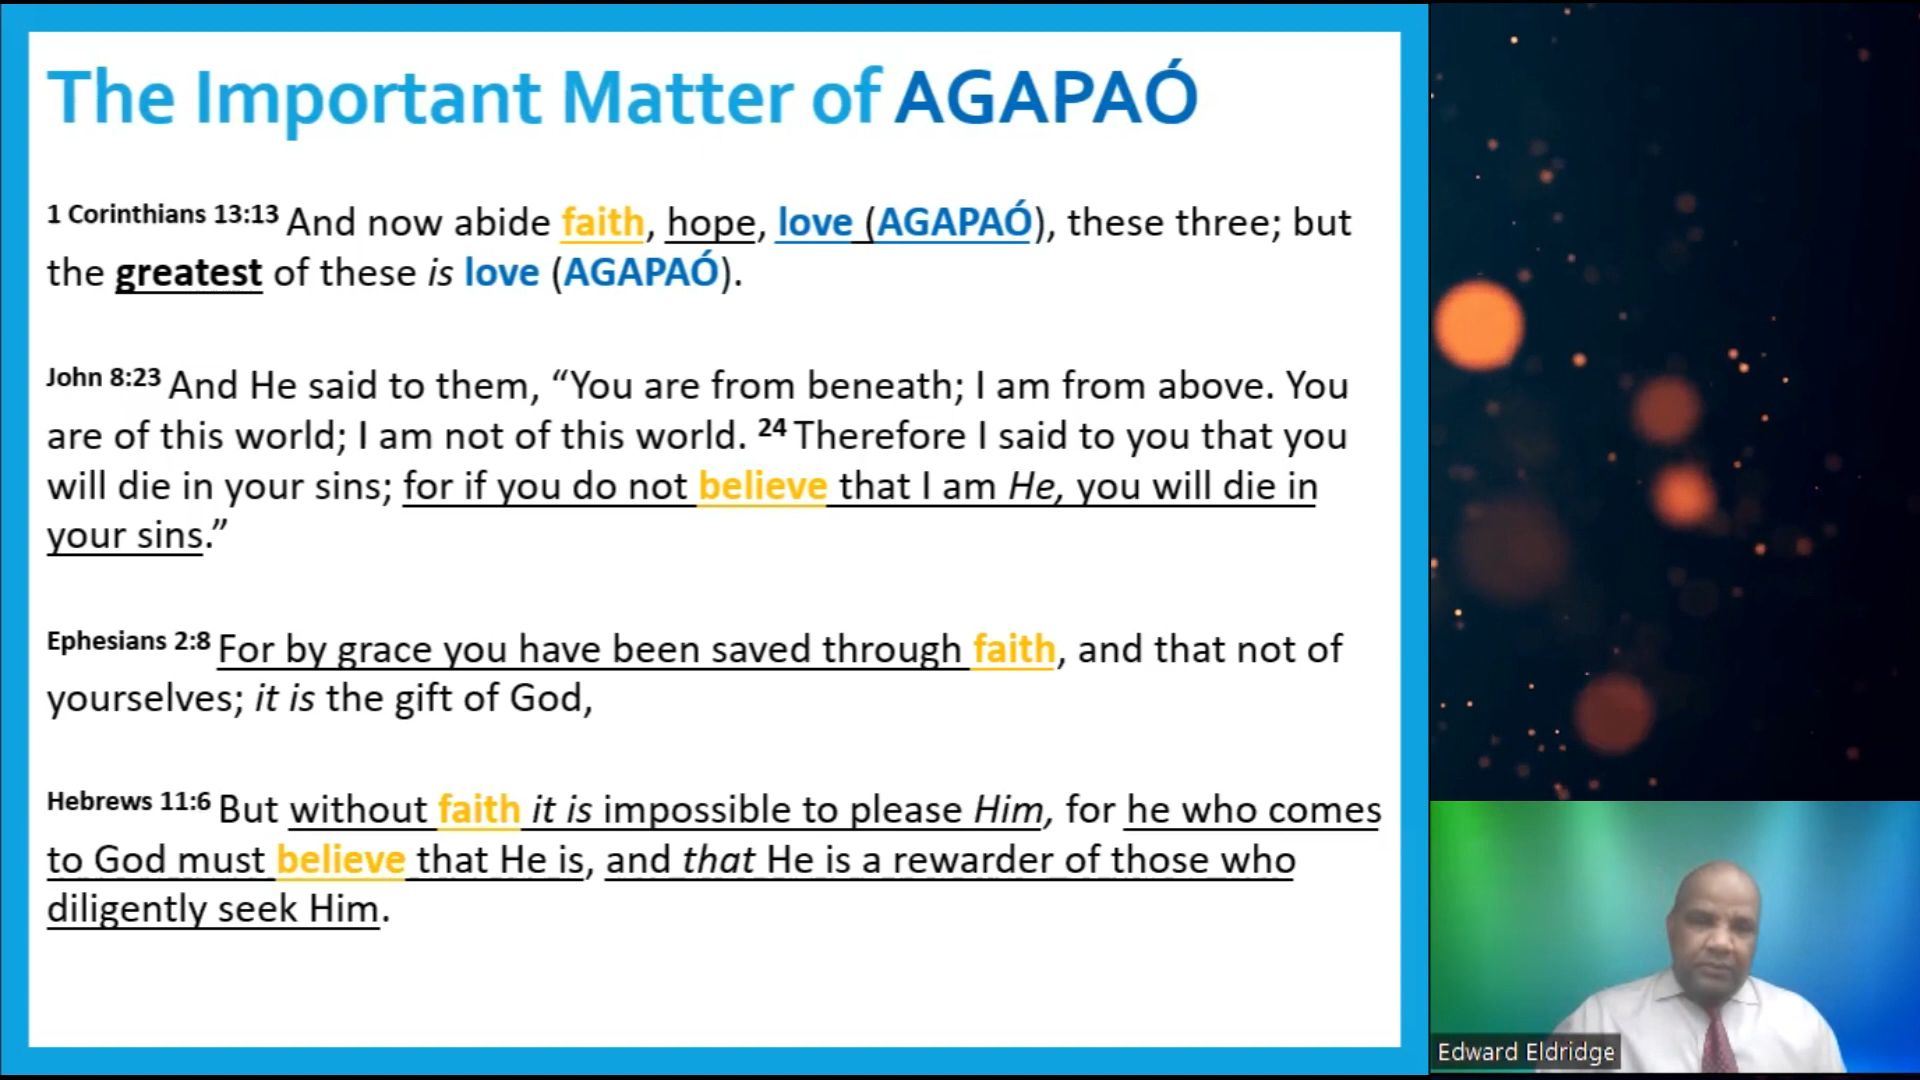 The Important Matter of AGAPAÓ
1 Corinthians 13:13 And now abide faith, hope, love (AGAPAÓ), these three; but
the greatest of these is love (AGAPAÓ).
John 8:23 And He said to them, “You are from beneath; I am from above. You
are of this world; I am not of this world. 24 Therefore I said to you that you
will die in your sins; for if you do not believe that I am He, you will die in
your sins.”
Ephesians 2:8 For by grace you have been saved through faith, and that not of
yourselves; it is the gift of God,
Hebrews 11:6 But without faith it is impossible to please Him, for he who comes
to God must believe that He is, and that He is a rewarder of those who
diligently seek Him.
Edward Eldridge